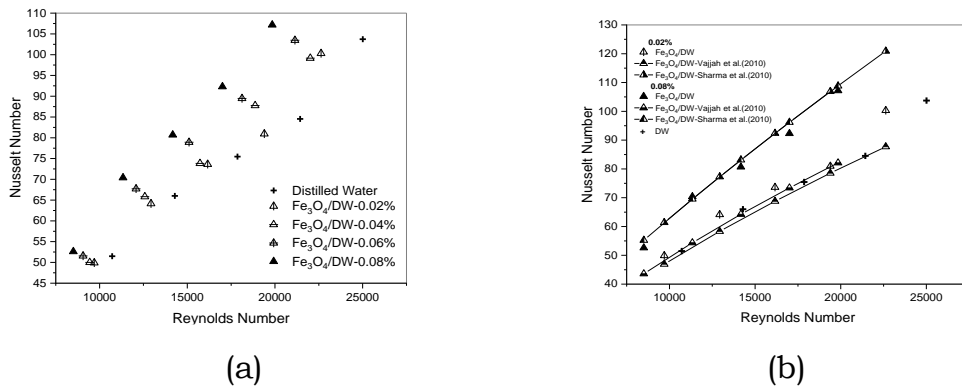 110
105
100
95
90
85
80
75
70
65
60
55
50
45
Nusselt Number
Distilled Water
Fe₃O₄/DW-0.02%
Fe₃O₄/DW-0.04%
Fe₃O₄/DW-0.06%
Fe₃O₄/DW-0.08%
10000 15000 20000 25000
Reynolds Number
(a)
130
120
110
100
90
80
70
60
50
40
Nusselt Number
0.02%
Fe₃O₄/DW
Fe₃O₄/DW-Vajjah et al.(2010)
Fe₃O₄/DW-Sharma et al.(2010)
0.08%
Fe₃O₄/DW
Fe₃O₄/DW-Vajjah et al.(2010)
Fe₃O₄/DW-Sharma et al.(2010)
DW
10000 15000 20000 25000
Reynolds Number
(b)